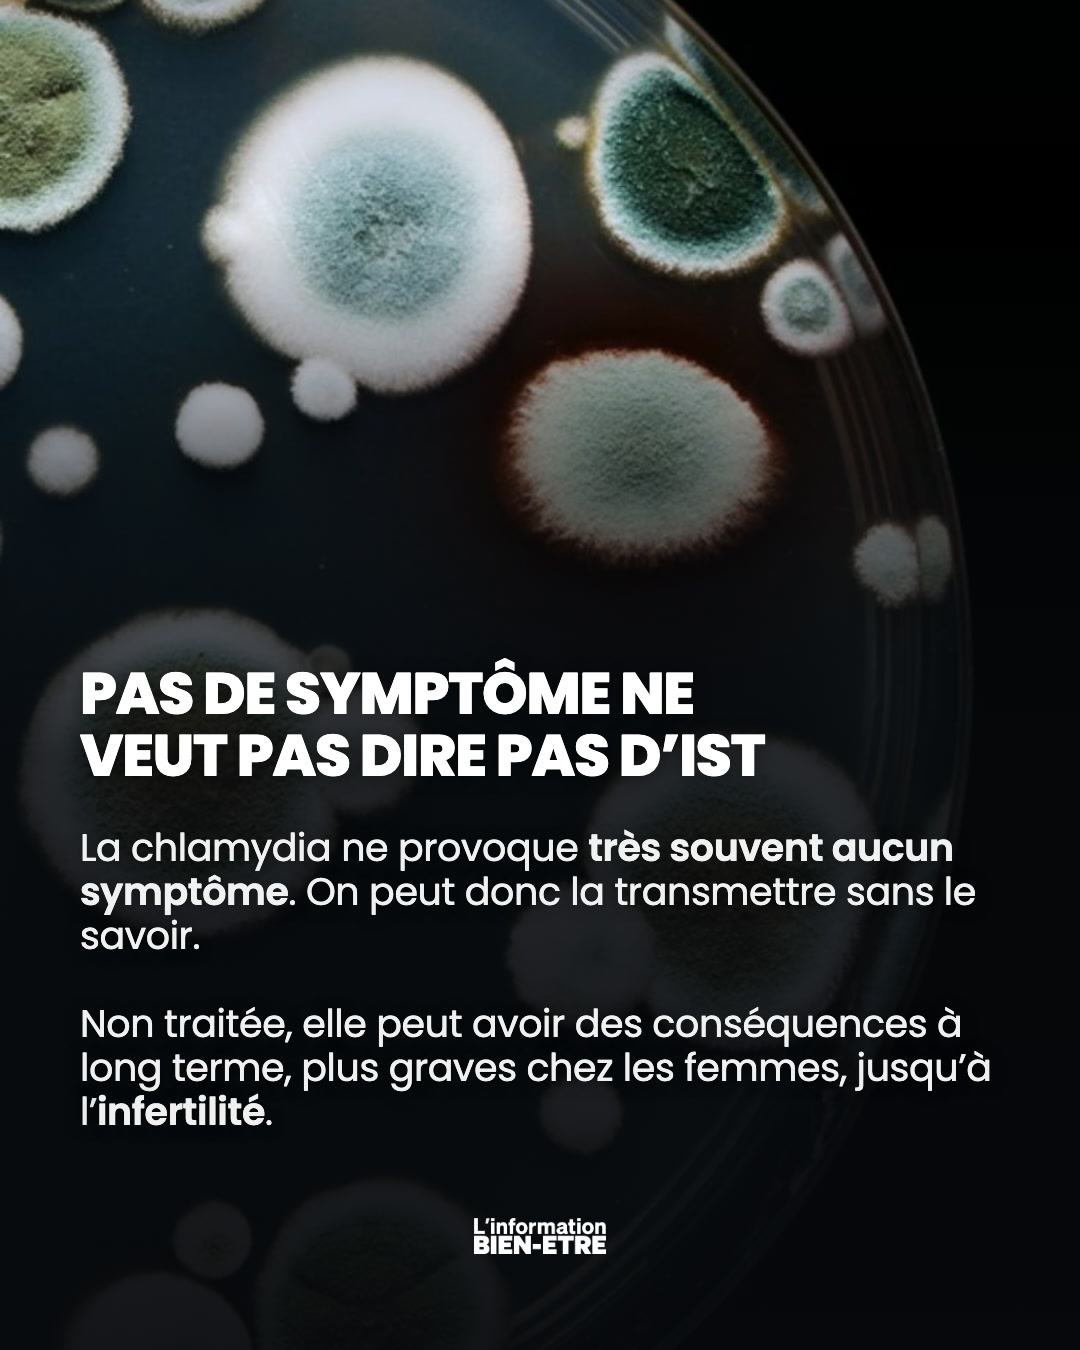 PAS DE SYMPTÔME NE
VEUT PAS DIRE PAS D’IST
La chlamydia ne provoque très souvent aucun
symptôme. On peut donc la transmettre sans le
savoir.
Non traitée, elle peut avoir des conséquences à
long terme, plus graves chez les femmes, jusqu’à
l’infertilité.
L’information
BIEN-ETRE